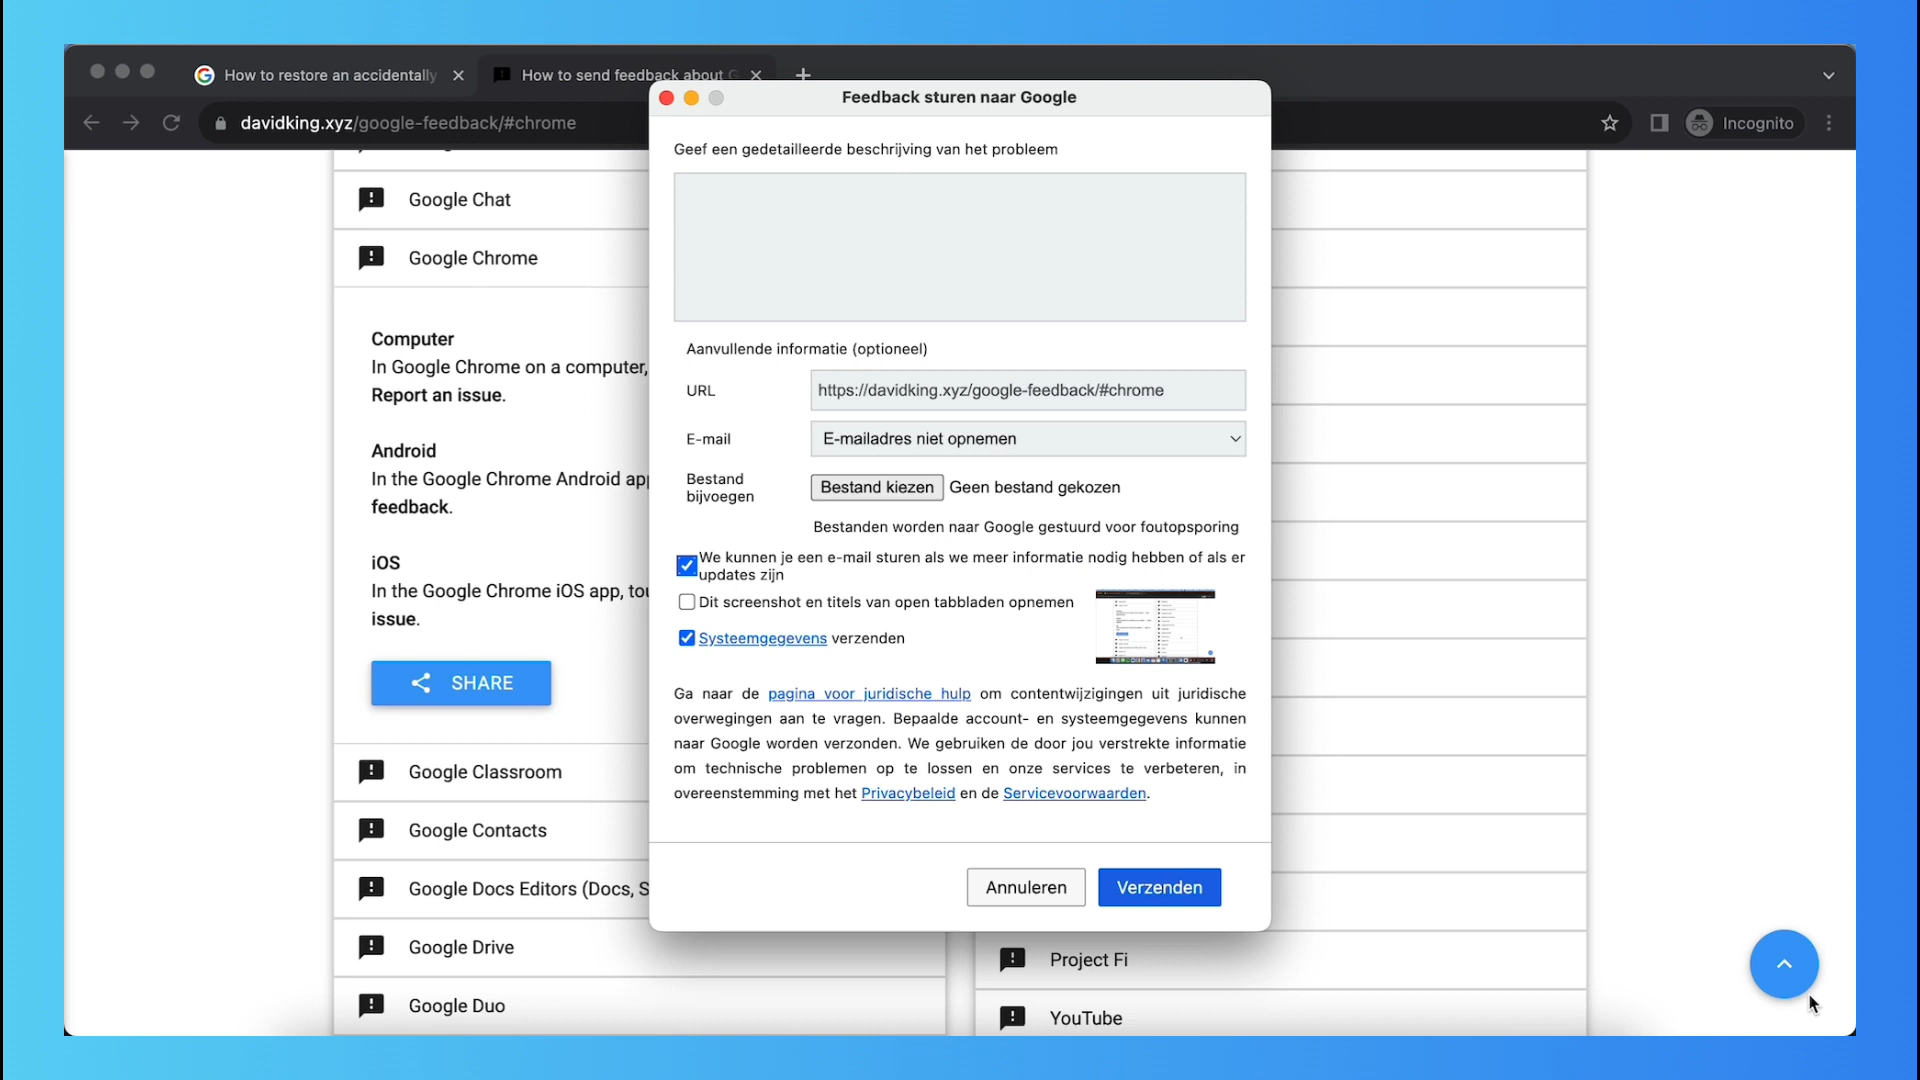 How to restore an accidentally
How to send feedback about G
davidking.xyz/google-feedback/#chrome
Incognito
Feedback sturen naar Google
Geef een gedetailleerde beschrijving van het probleem
Aanvullende informatie (optioneel)
URL
https://davidking.xyz/google-feedback/#chrome
E-mail
E-mailadres niet opnemen
Bestand
bijvoegen
Bestand kiezen
Geen bestand gekozen
Bestanden worden naar Google gestuurd voor foutopsporing
We kunnen je een e-mail sturen als we meer informatie nodig hebben of als er
updates zijn
Dit screenshot en titels van open tabbladen opnemen
Systeemgegevens verzenden
Ga naar de pagina voor juridische hulp om contentwijzigingen uit juridische
overwegingen aan te vragen. Bepaalde account- en systeemgegevens kunnen
naar Google worden verzonden. We gebruiken de door jou verstrekte informatie
om technische problemen op te lossen en onze services te verbeteren, in
overeenstemming met het Privacybeleid en de Servicevoorwaarden.
Annuleren
Verzenden
Google Chat
Google Chrome
Computer
In Google Chrome on a computer,
Report an issue.
Android
In the Google Chrome Android app
feedback.
iOS
In the Google Chrome iOS app, tou
issue.
SHARE
Google Classroom
Google Contacts
Google Docs Editors (Docs, S
Google Drive
Google Duo
Project Fi
YouTube